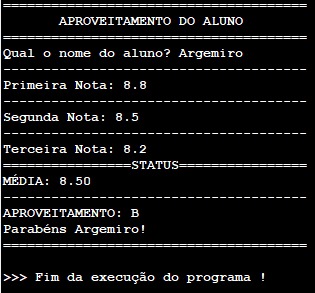 ======================================
APROVEITAMENTO DO ALUNO
======================================
Qual o nome do aluno? Argemiro
--------------------------------------
Primeira Nota: 8.8
--------------------------------------
Segunda Nota: 8.5
--------------------------------------
Terceira Nota: 8.2
================STATUS================
MÉDIA: 8.50
--------------------------------------
APROVEITAMENTO: B
Parabéns Argemiro!
======================================
>>> Fim da execução do programa !